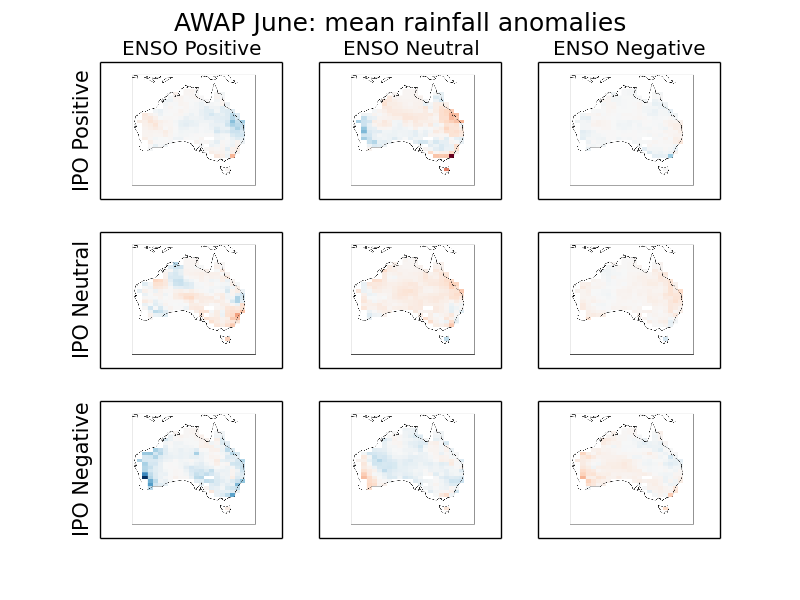 AWAP June: mean rainfall anomalies
ENSO Positive
ENSO Neutral
ENSO Negative
IPO Positive
IPO Neutral
IPO Negative